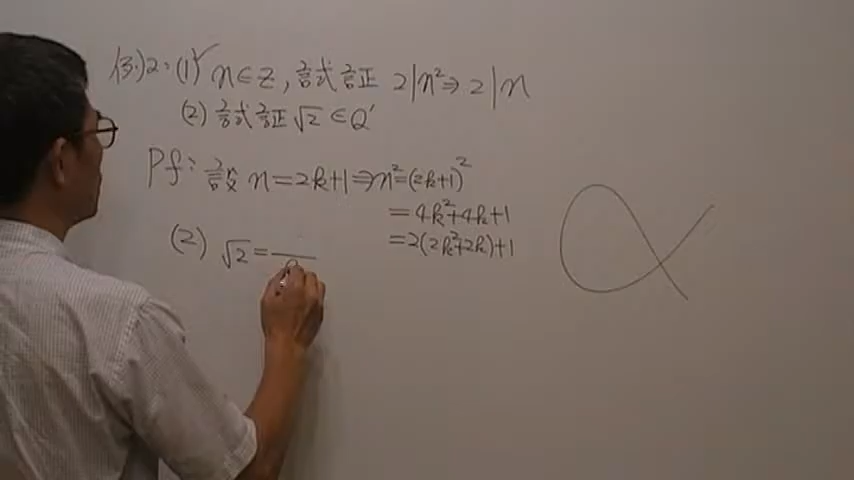 例2:(1) n∈Z,試証 2|n²⇒2|n
(2) 試証√2∈Q'
Pf:設 n=2k+1⇒n²=(2k+1)²
=4k²+4k+1
=2(2k²+2k)+1
(2) √2=